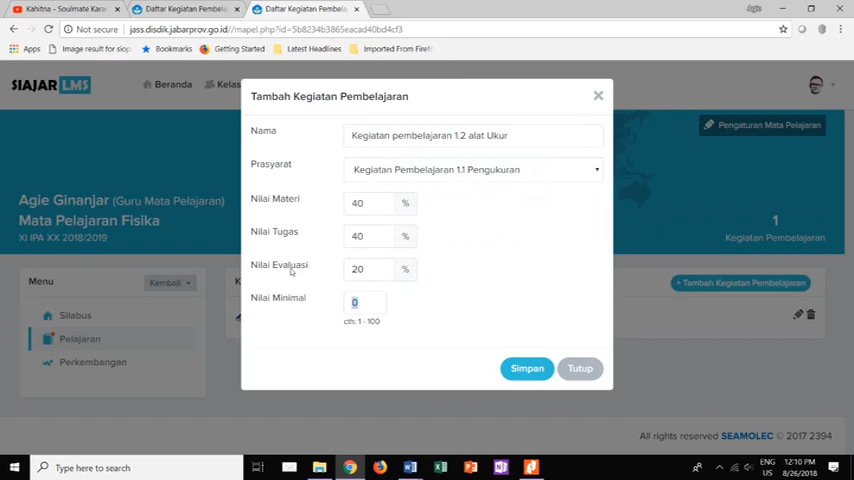 Kahitna - Soulmate Kara
Daftar Kegiatan Pembela
Daftar Kegiatan Pembela
Agie
Not secure
jass.disdik.jabarprov.go.id//mapel.php?id=5b8234b3865eacad40bd4cf3
Apps
Image result for siop
Bookmarks
Getting Started
Latest Headlines
Imported From Firef
SIAJAR LMS
Beranda
Kelas
Tambah Kegiatan Pembelajaran
Nama
Kegiatan pembelajaran 1.2 alat Ukur
Pengaturan Mata Pelajaran
Prasyarat
Kegiatan Pembelajaran 1.1 Pengukuran
Nilai Materi
40 %
Agie Ginanjar (Guru Mata Pelajaran)
Mata Pelajaran Fisika
XI IPA XX 2018/2019
Nilai Tugas
40 %
1
Kegiatan Pembelajaran
Nilai Evaluasi
20 %
Menu
Kembali
+ Tambah Kegiatan Pembelajaran
Nilai Minimal
0
cth: 1 - 100
Silabus
Pelajaran
Perkembangan
Simpan
Tutup
All rights reserved SEAMOLEC © 2017 2394
Type here to search
ENG
US
12:10 PM
8/26/2018